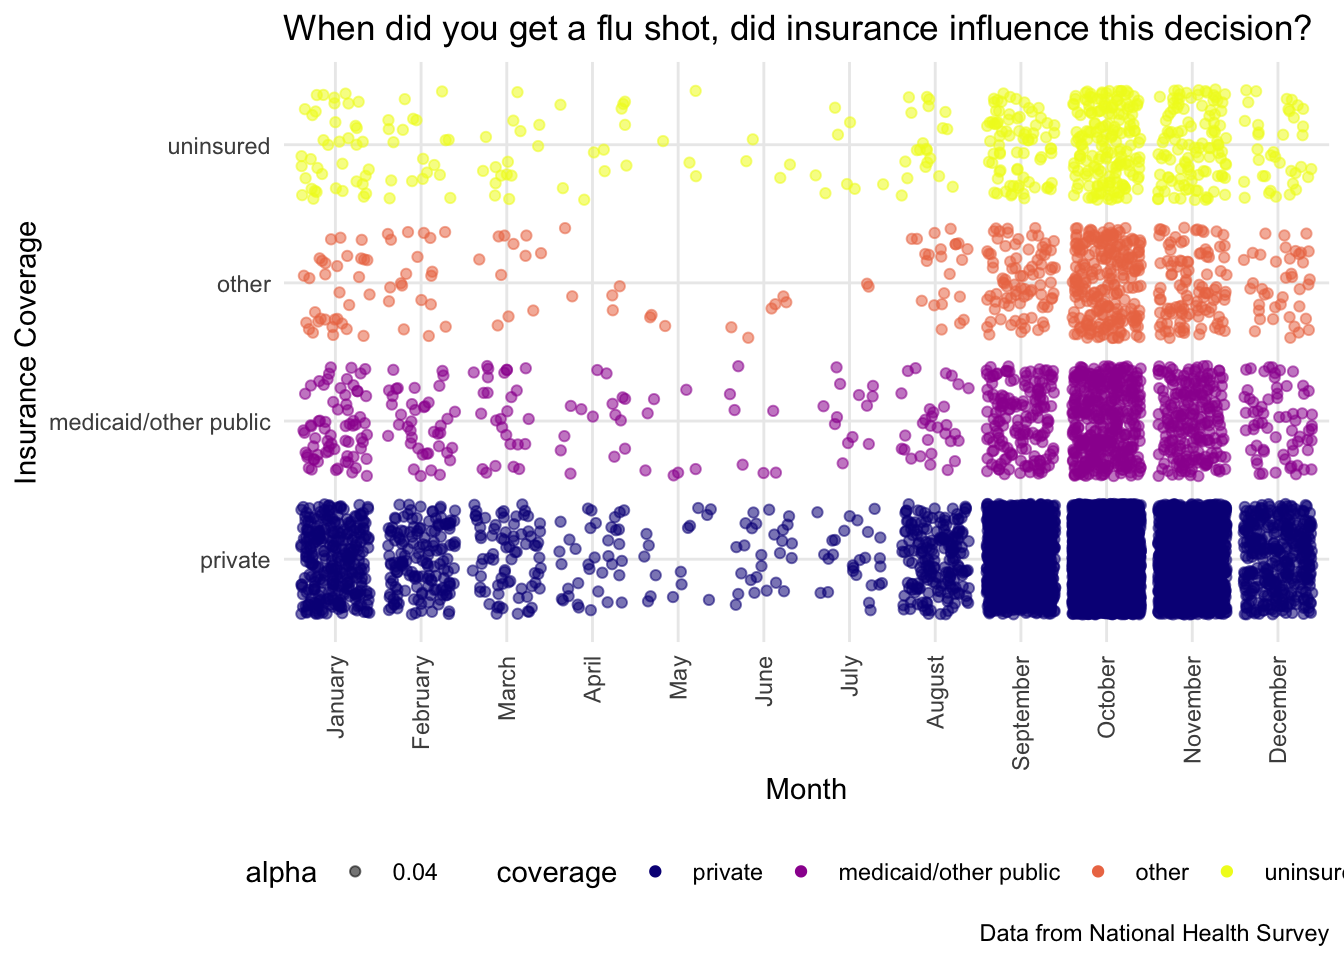 When did you get a flu shot, did insurance influence this decision?
Insurance Coverage
uninsured
other
medicaid/other public
private
January
February
March
April
May
June
July
August
September
October
November
December
Month
alpha 0.04 coverage private medicaid/other public other uninsure
Data from National Health Survey